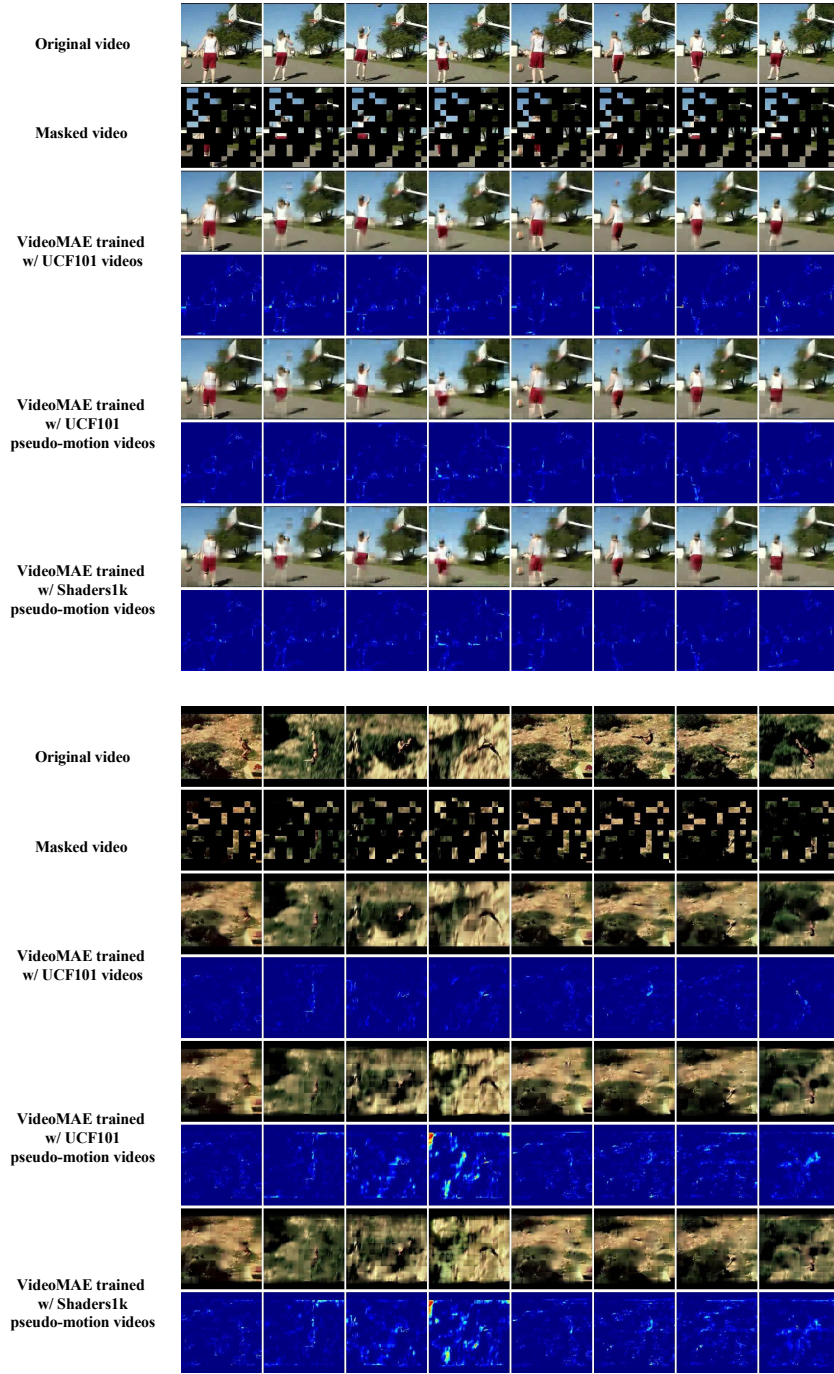 Original video
Masked video
VideoMAE trained
w/ UCF101 videos
VideoMAE trained
w/ UCF101
pseudo-motion videos
VideoMAE trained
w/ Shaders1k
pseudo-motion videos
Original video
Masked video
VideoMAE trained
w/ UCF101 videos
VideoMAE trained
w/ UCF101
pseudo-motion videos
VideoMAE trained
w/ Shaders1k
pseudo-motion videos